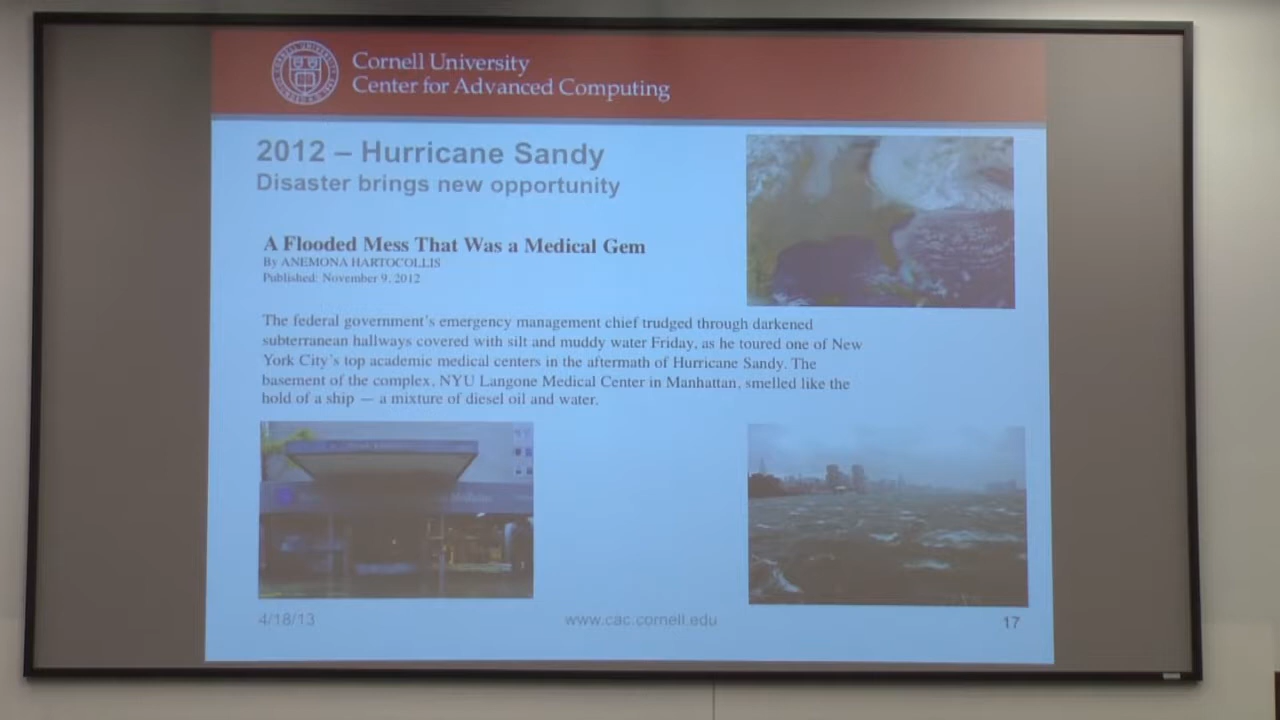 Cornell University
Center for Advanced Computing
2012 – Hurricane Sandy
Disaster brings new opportunity
A Flooded Mess That Was a Medical Gem
By ANEMONA HARTOCOLLIS
Published: November 9, 2012
The federal government's emergency management chief trudged through darkened
subterranean hallways covered with silt and muddy water Friday, as he toured one of New
York City's top academic medical centers in the aftermath of Hurricane Sandy. The
basement of the complex, NYU Langone Medical Center in Manhattan, smelled like the
hold of a ship — a mixture of diesel oil and water.
4/18/13
www.cac.cornell.edu
17